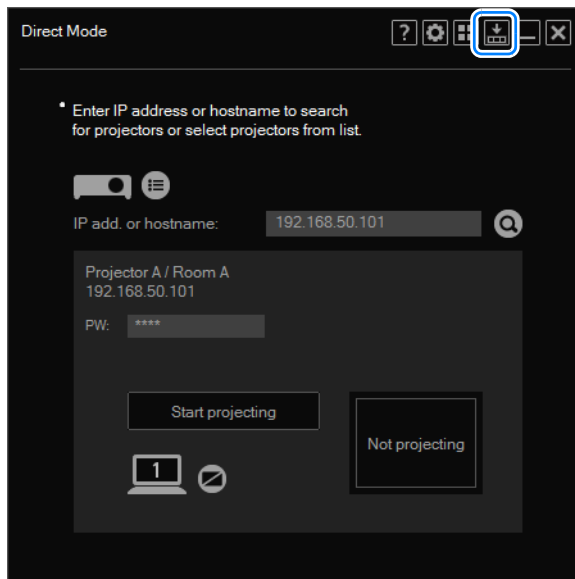 Direct Mode
?
Enter IP address or hostname to search
for projectors or select projectors from list.
IP add. or hostname: 192.168.50.101
Projector A / Room A
192.168.50.101
PW: ****
Start projecting
Not projecting
1